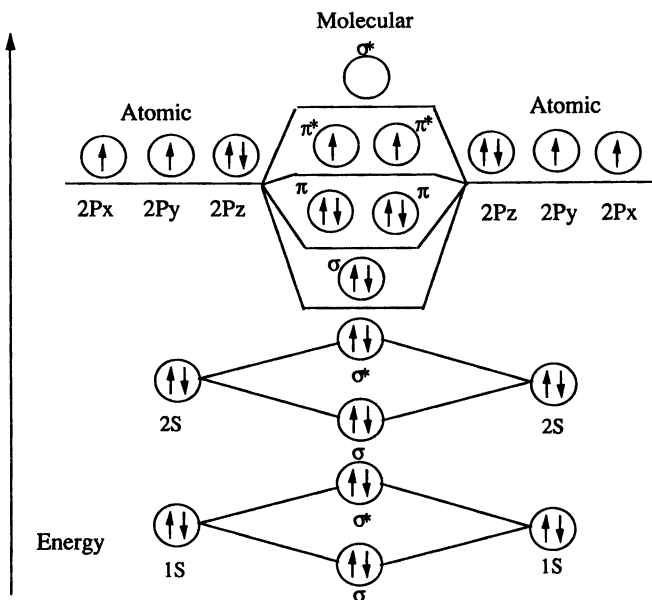 Molecular
σ*
Atomic
Atomic
π* π*
π π
2Px 2Py 2Pz
2Pz 2Py 2Px
σ
σ*
2S
2S
σ
σ*
Energy
1S
1S
σ